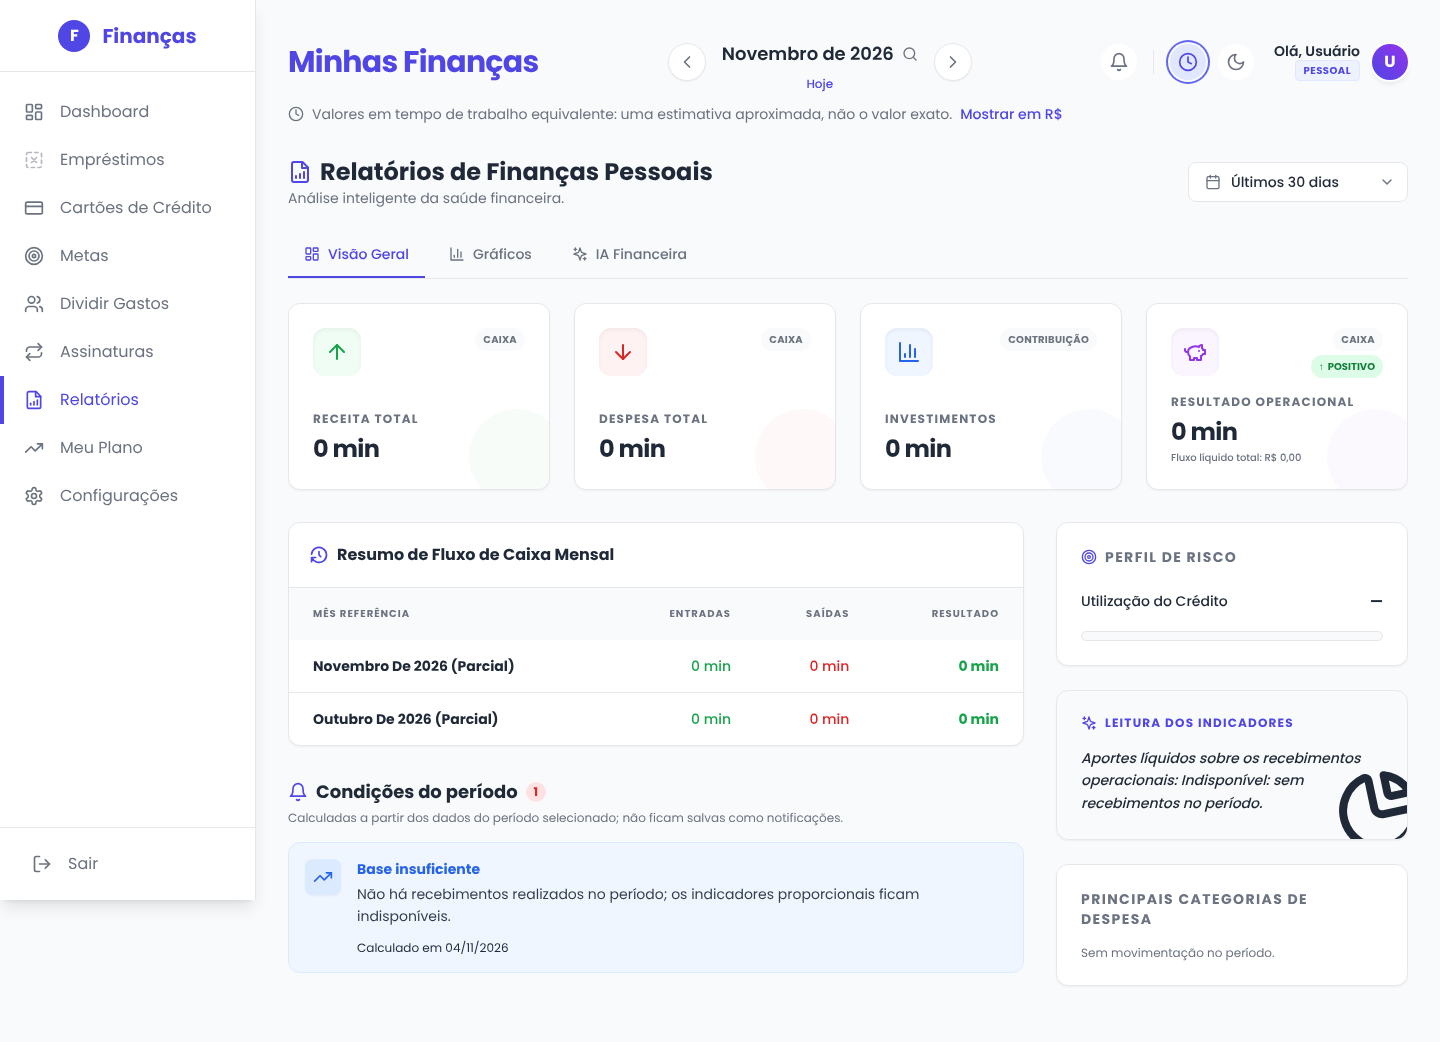 F Finanças
Dashboard
Empréstimos
Cartões de Crédito
Metas
Dividir Gastos
Assinaturas
Relatórios
Meu Plano
Configurações
Sair
Minhas Finanças
Novembro de 2026
Hoje
Olá, Usuário
PESSOAL
U
Valores em tempo de trabalho equivalente: uma estimativa aproximada, não o valor exato. Mostrar em R$
Relatórios de Finanças Pessoais
Análise inteligente da saúde financeira.
Últimos 30 dias
Visão Geral
Gráficos
IA Financeira
CAIXA
RECEITA TOTAL
0 min
CAIXA
DESPESA TOTAL
0 min
CONTRIBUIÇÃO
INVESTIMENTOS
0 min
CAIXA
↑ POSITIVO
RESULTADO OPERACIONAL
0 min
Fluxo líquido total: R$ 0,00
Resumo de Fluxo de Caixa Mensal
MÊS REFERÊNCIA ENTRADAS SAÍDAS RESULTADO
Novembro De 2026 (Parcial) 0 min 0 min 0 min
Outubro De 2026 (Parcial) 0 min 0 min 0 min
Condições do período 1
Calculadas a partir dos dados do período selecionado; não ficam salvas como notificações.
Base insuficiente
Não há recebimentos realizados no período; os indicadores proporcionais ficam
indisponíveis.
Calculado em 04/11/2026
PERFIL DE RISCO
Utilização do Crédito —
LEITURA DOS INDICADORES
Aportes líquidos sobre os recebimentos
operacionais: Indisponível: sem
recebimentos no período.
PRINCIPAIS CATEGORIAS DE
DESPESA
Sem movimentação no período.